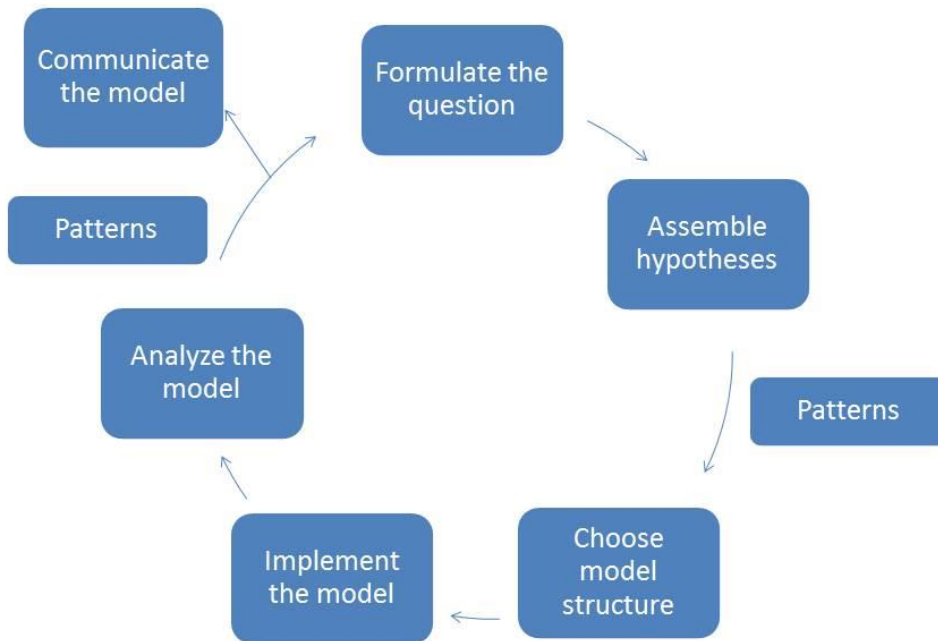 Communicate
the model
Formulate the
question
Patterns
Assemble
hypotheses
Analyze the
model
Patterns
Implement
the model
Choose
model
structure